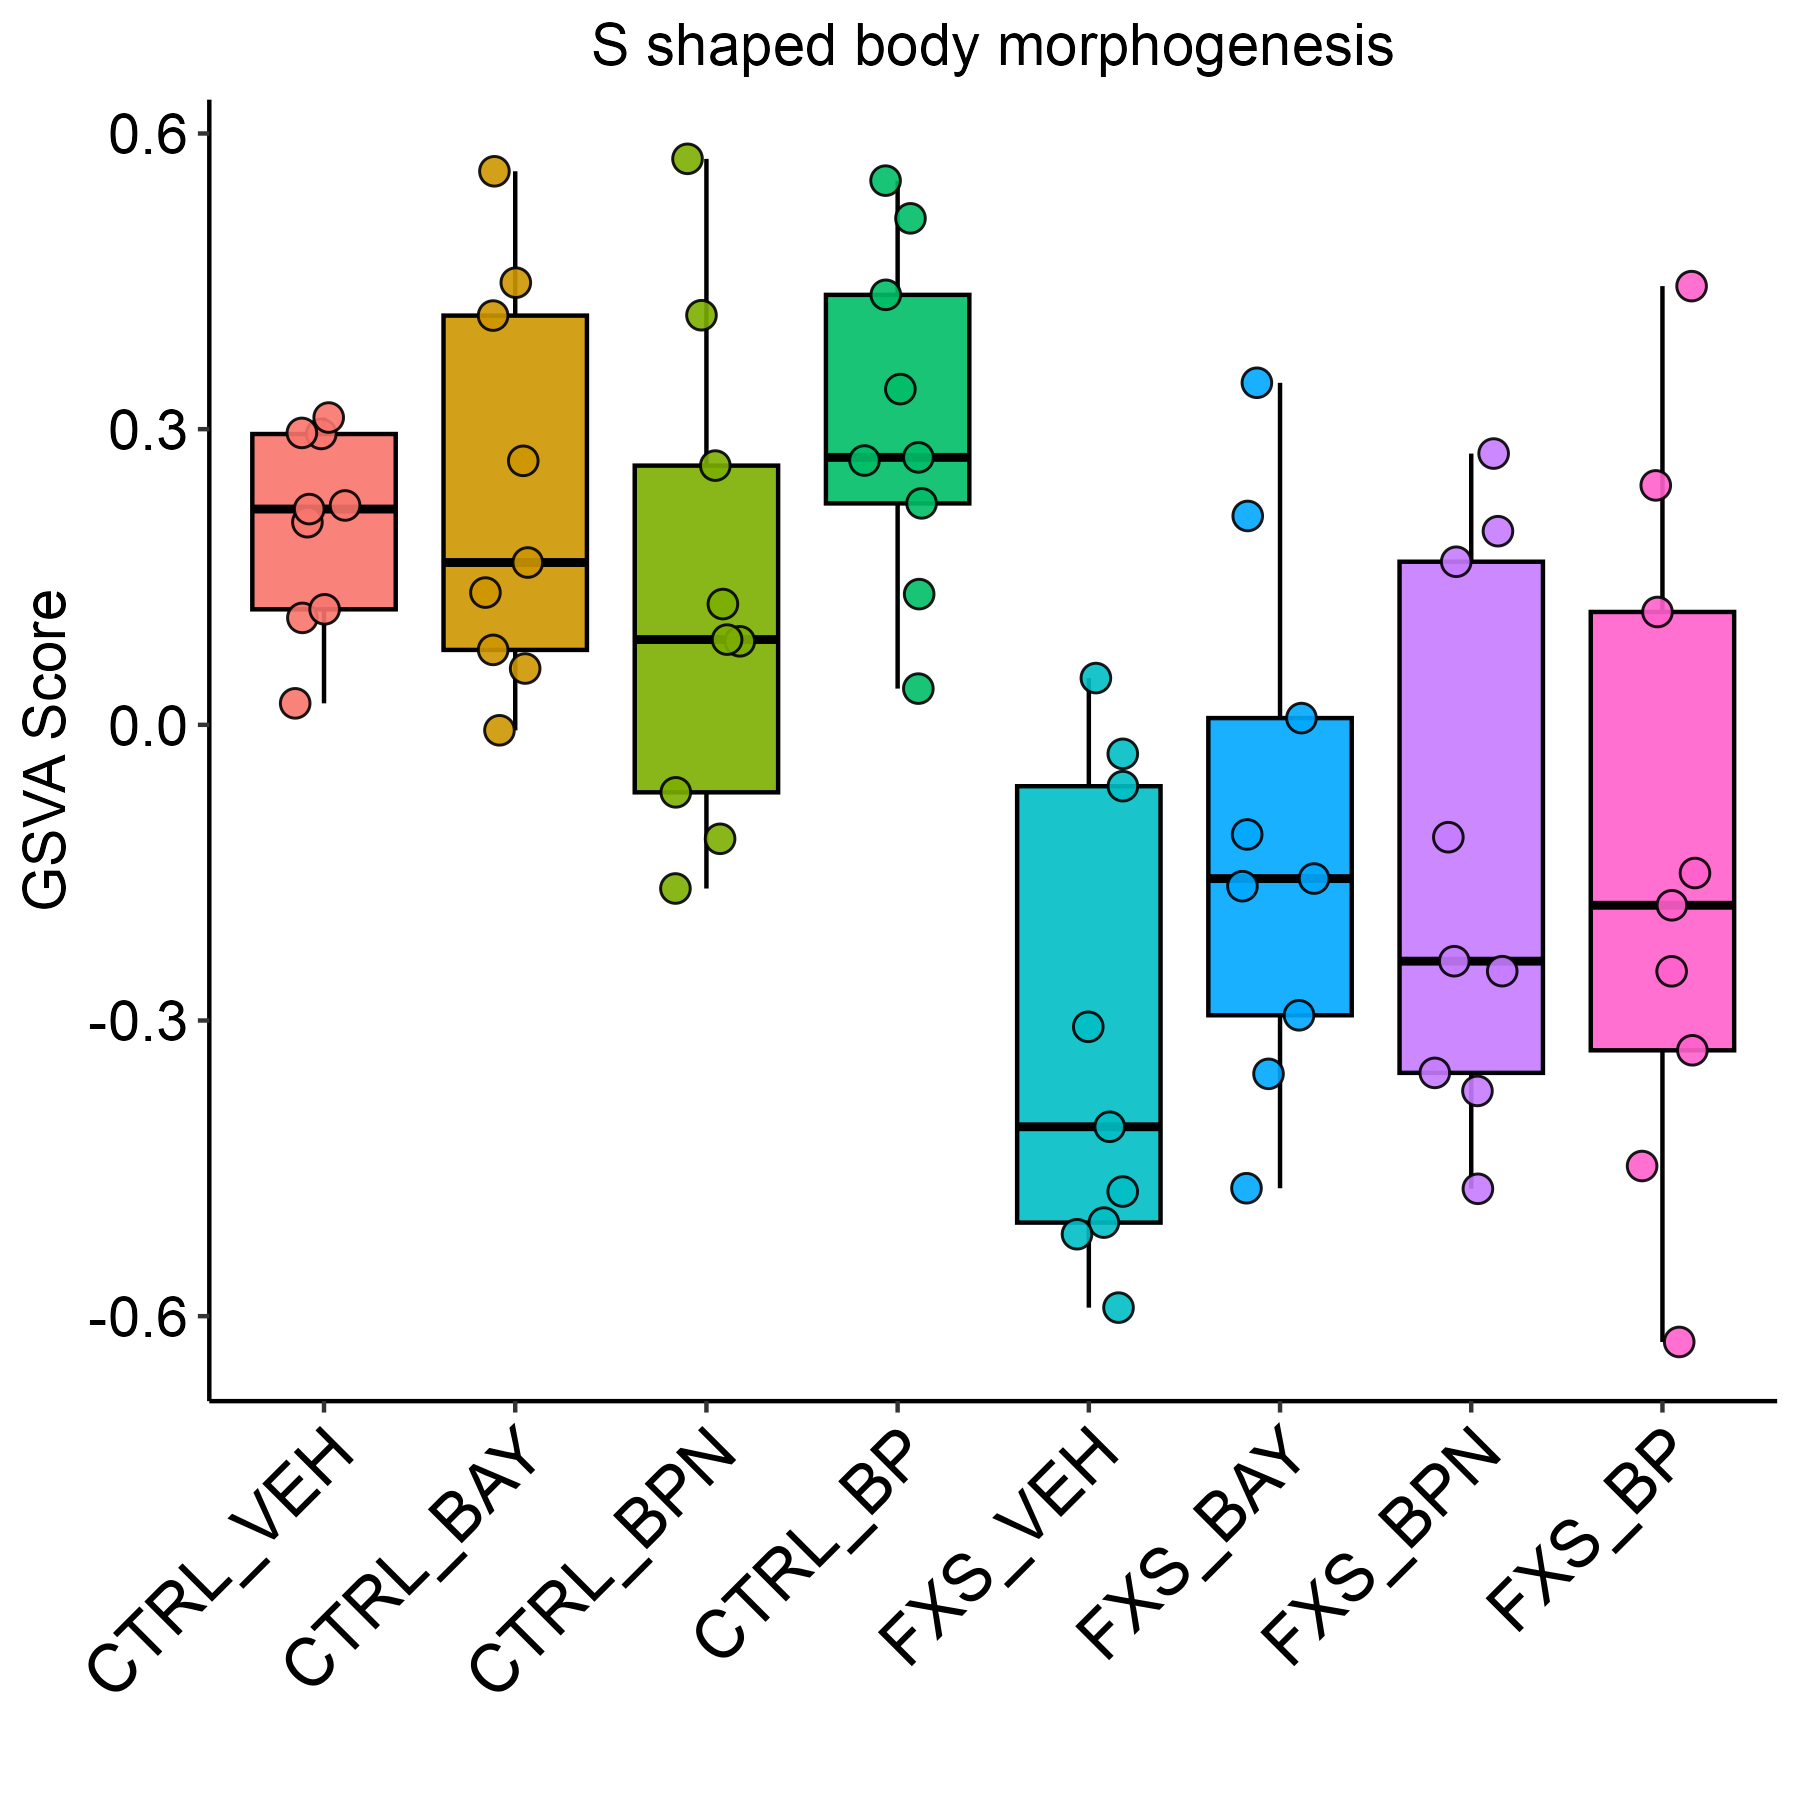 S shaped body morphogenesis
GSVA Score
0.6
0.3
0.0
-0.3
-0.6
CTRL_VEH
CTRL_BAY
CTRL_BPN
CTRL_BP
FXS_VEH
FXS_BAY
FXS_BPN
FXS_BP